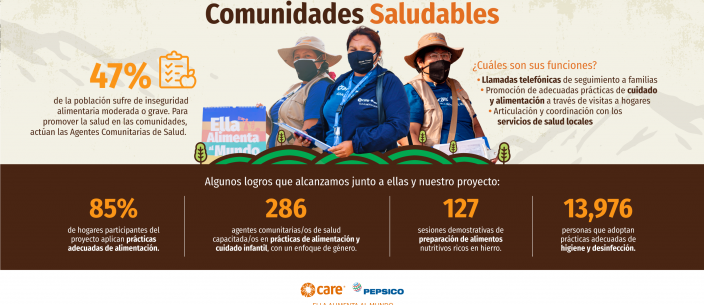 Comunidades Saludables
47%
de la población sufre de inseguridad
alimentaria moderada o grave. Para
promover la salud en las comunidades,
actúan las Agentes Comunitarias de Salud.
Ella
Alimenta
al Mundo
¿Cuáles son sus funciones?
• Llamadas telefónicas de seguimiento a familias
• Promoción de adecuadas prácticas de cuidado
y alimentación a través de visitas a hogares
• Articulación y coordinación con los
servicios de salud locales
Algunos logros que alcanzamos junto a ellas y nuestro proyecto:
85%
de hogares participantes del
proyecto aplican prácticas
adecuadas de alimentación.
286
agentes comunitarias/os de salud
capacitada/os en prácticas de alimentación y
cuidado infantil, con un enfoque de género.
127
sesiones demostrativas de
preparación de alimentos
nutritivos ricos en hierro.
13,976
personas que adoptan
prácticas adecuadas de
higiene y desinfección.
care
PEPSICO
ELLA ALIMENTA AL MUNDO